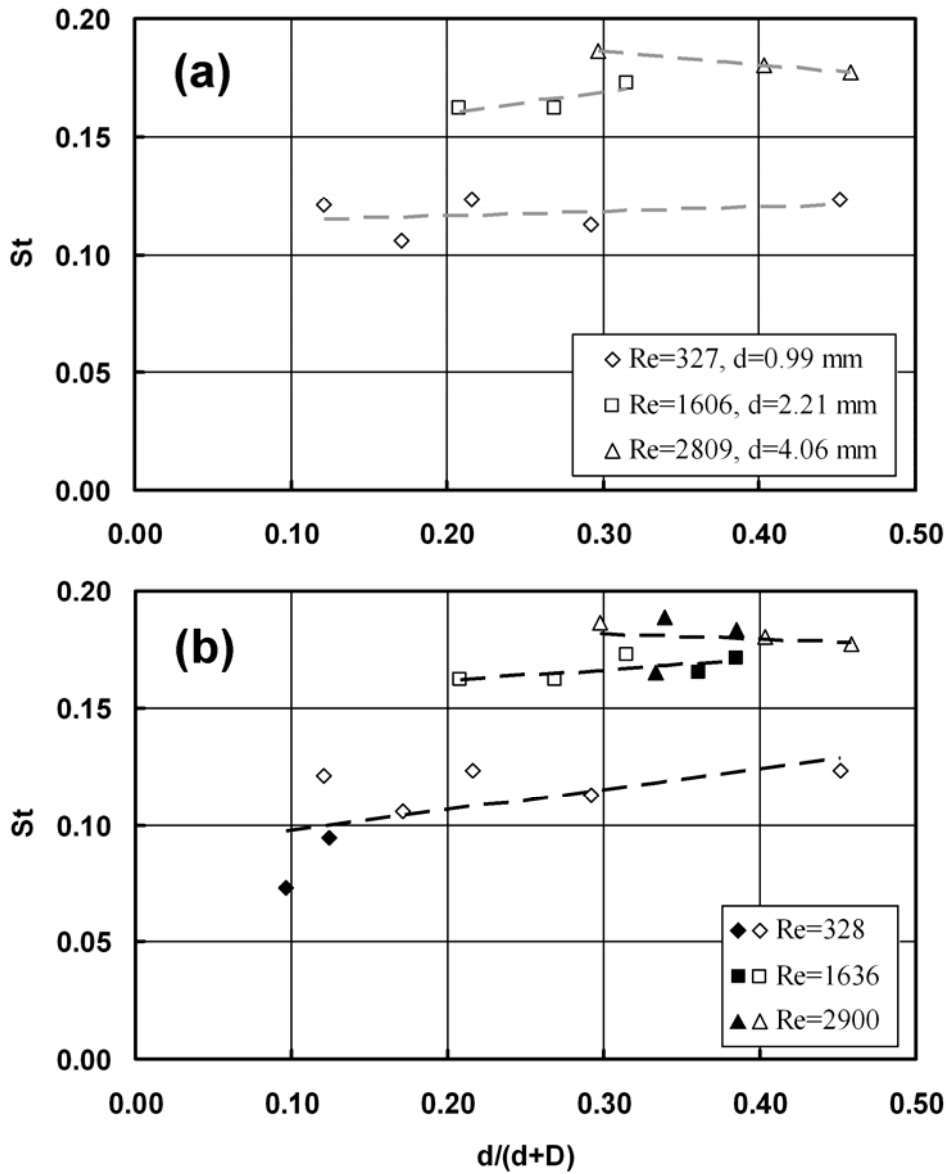 0.20
(a)
0.15
St
0.10
0.05
Re=327, d=0.99 mm
Re=1606, d=2.21 mm
Re=2809, d=4.06 mm
0.00
0.00 0.10 0.20 0.30 0.40 0.50
0.20
(b)
0.15
St
0.10
0.05
Re=328
Re=1636
Re=2900
0.00
0.00 0.10 0.20 0.30 0.40 0.50
d/(d+D)